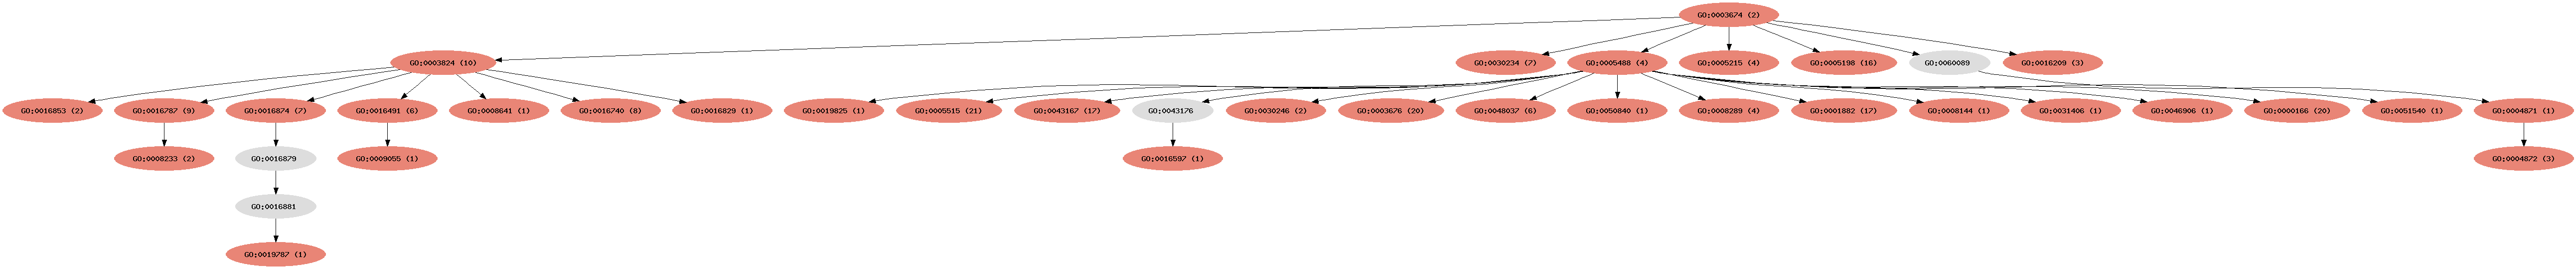 GO:0003674 (2)
GO:0003824 (10)
GO:0030234 (7)
GO:0005488 (4)
GO:0005215 (4)
GO:0005198 (16)
GO:0060089
GO:0016209 (3)
GO:0016853 (2)
GO:0016787 (9)
GO:0016874 (7)
GO:0016491 (6)
GO:0008641 (1)
GO:0016740 (8)
GO:0016829 (1)
GO:0019825 (1)
GO:0005515 (21)
GO:0043167 (17)
GO:0043176
GO:0030246 (2)
GO:0003676 (20)
GO:0048037 (6)
GO:0050840 (1)
GO:0008289 (4)
GO:0001882 (17)
GO:0008144 (1)
GO:0031406 (1)
GO:0046906 (1)
GO:0000166 (20)
GO:0051540 (1)
GO:0004871 (1)
GO:0008233 (2)
GO:0016879
GO:0009055 (1)
GO:0016597 (1)
GO:0004872 (3)
GO:0016881
GO:0019787 (1)